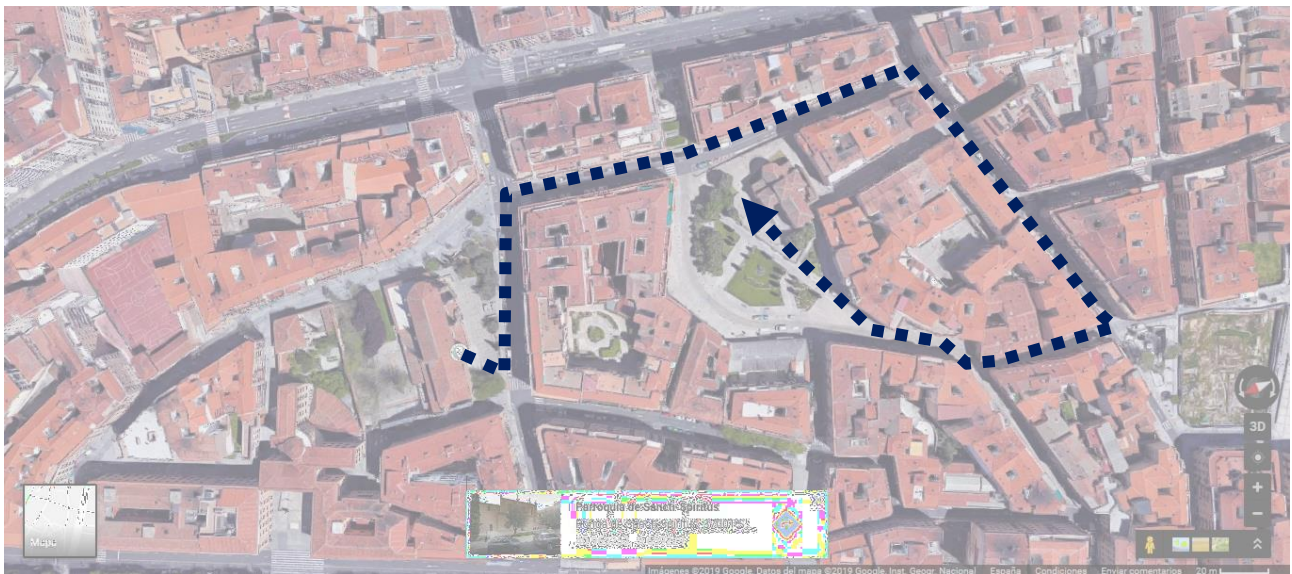 3D
+
−
Parroquia de Sancti-Spiritus
Mapa
Imágenes ©2019 Google, Datos del mapa ©2019 Google, Inst. Geogr. Nacional España Condiciones Enviar comentarios 20 m